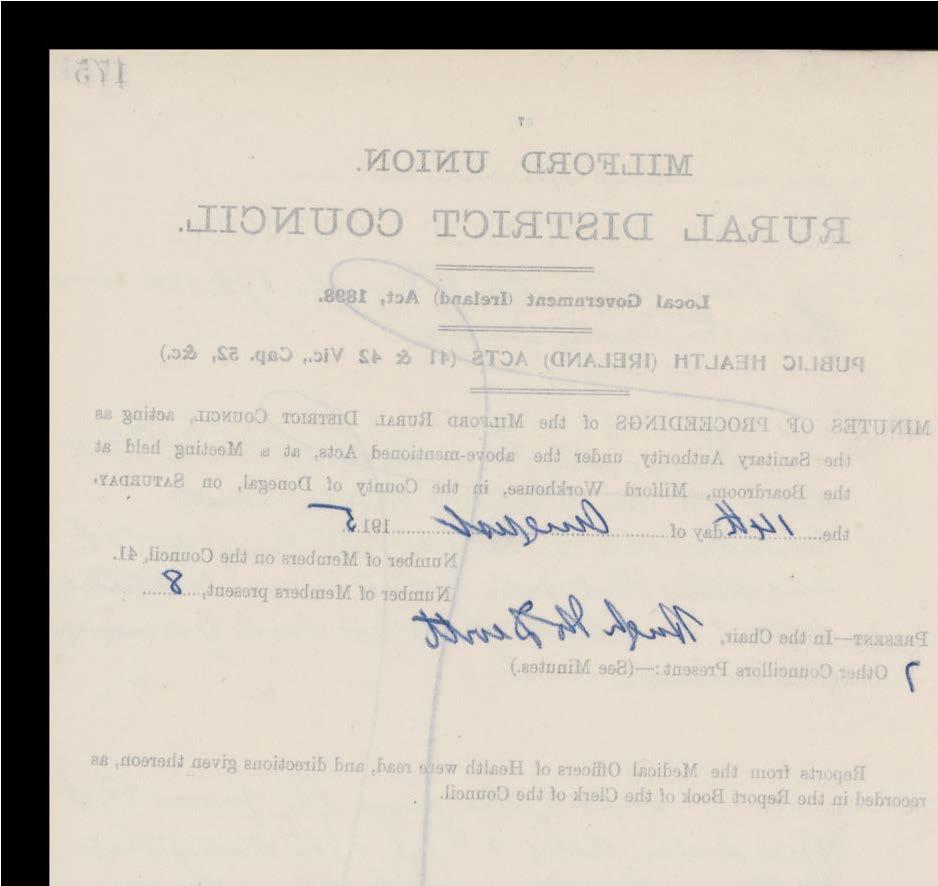 175
MILFORD UNION.
RURAL DISTRICT COUNCIL.
Local Government (Ireland) Act, 1898.
PUBLIC HEALTH (IRELAND) ACTS (41 & 42 Vic., Cap. 52, &c.)
MINUTES OF PROCEEDINGS of the MILFORD RURAL DISTRICT COUNCIL, acting as
the Sanitary Authority under the above-mentioned Acts, at a Meeting held at
the Boardroom, Milford Workhouse, in the County of Donegal, on SATURDAY,
the 14th day of August 1915
Number of Members on the Council, 41.
Number of Members present, 8
PRESENT—In the Chair, Hugh McDevitt
7 Other Councillors Present:—(See Minutes.)
Reports from the Medical Officers of Health were read, and directions given thereon, as
recorded in the Report Book of the Clerk of the Council.